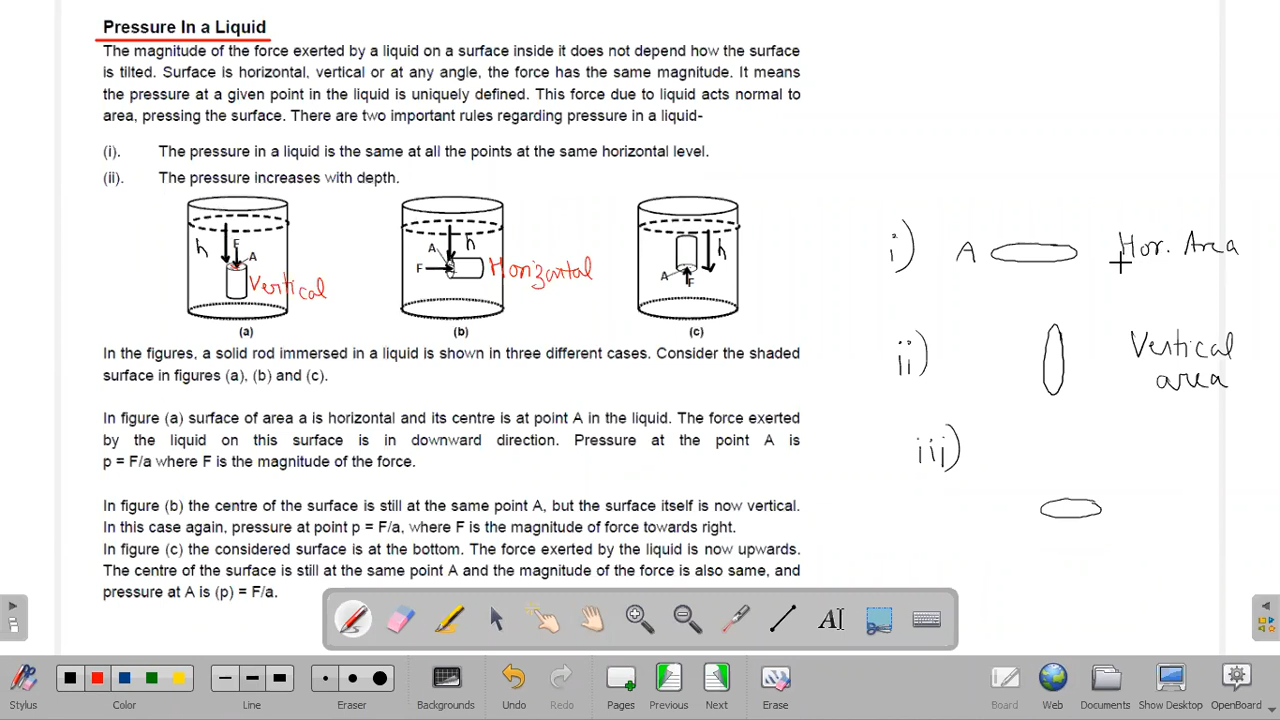 Pressure In a Liquid
The magnitude of the force exerted by a liquid on a surface inside it does not depend how the surface
is tilted. Surface is horizontal, vertical or at any angle, the force has the same magnitude. It means
the pressure at a given point in the liquid is uniquely defined. This force due to liquid acts normal to
area, pressing the surface. There are two important rules regarding pressure in a liquid-
(i). The pressure in a liquid is the same at all the points at the same horizontal level.
(ii). The pressure increases with depth.
h F A Vertical
A h F Horizontal
h A F
(a) (b) (c)
In the figures, a solid rod immersed in a liquid is shown in three different cases. Consider the shaded
surface in figures (a), (b) and (c).
In figure (a) surface of area a is horizontal and its centre is at point A in the liquid. The force exerted
by the liquid on this surface is in downward direction. Pressure at the point A is
p = F/a where F is the magnitude of the force.
In figure (b) the centre of the surface is still at the same point A, but the surface itself is now vertical.
In this case again, pressure at point p = F/a, where F is the magnitude of force towards right.
In figure (c) the considered surface is at the bottom. The force exerted by the liquid is now upwards.
The centre of the surface is still at the same point A and the magnitude of the force is also same, and
pressure at A is (p) = F/a.
i) A Hor. Area
ii) Vertical
area
iii)
Stylus Color Line Eraser Backgrounds Undo Redo Pages Previous Next Erase Board Web Documents Show Desktop OpenBoard